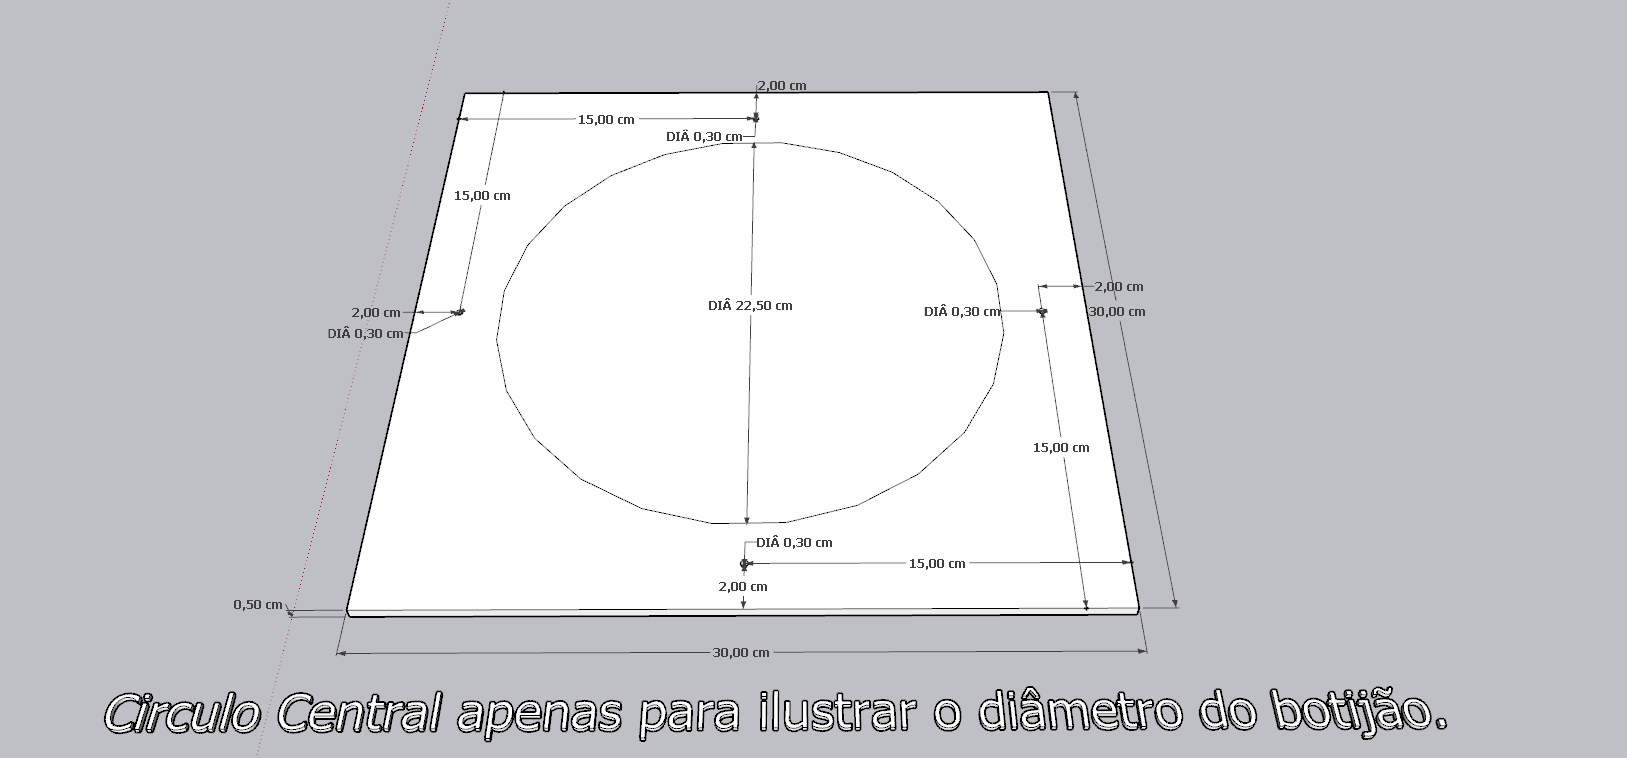 2,00 cm
15,00 cm
DIÂ 0,30 cm
15,00 cm
2,00 cm
DIÂ 22,50 cm
DIÂ 0,30 cm
30,00 cm
2,00 cm
DIÂ 0,30 cm
15,00 cm
DIÂ 0,30 cm
15,00 cm
2,00 cm
0,50 cm
30,00 cm
Circulo Central apenas para ilustrar o diâmetro do botijão.